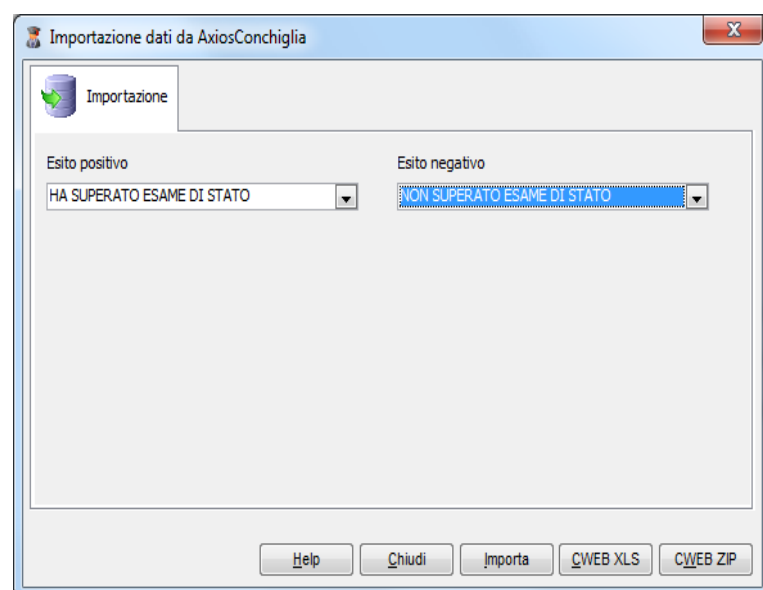 Importazione dati da AxiosConchiglia
Importazione
Esito positivo
Esito negativo
HA SUPERATO ESAME DI STATO
NON SUPERATO ESAME DI STATO
Help
Chiudi
Importa
CWEB XLS
CWEB ZIP